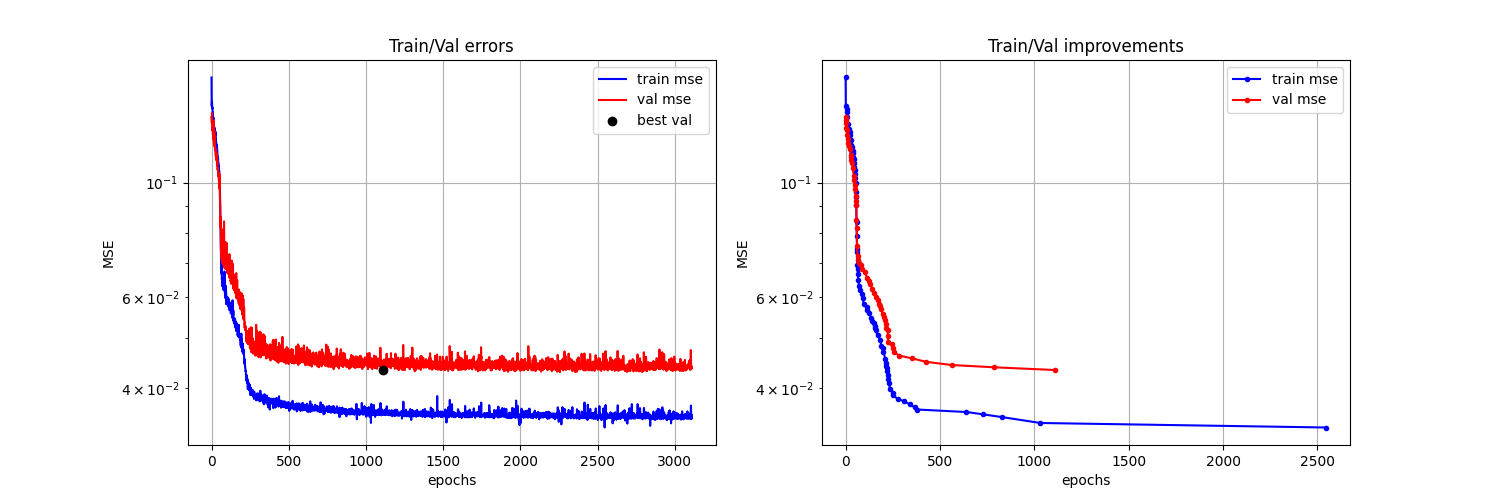 Train/Val errors
train mse
val mse
best val
10⁻¹
6 × 10⁻²
4 × 10⁻²
MSE
0 500 1000 1500 2000 2500 3000
epochs
Train/Val improvements
train mse
val mse
10⁻¹
6 × 10⁻²
4 × 10⁻²
MSE
0 500 1000 1500 2000 2500
epochs